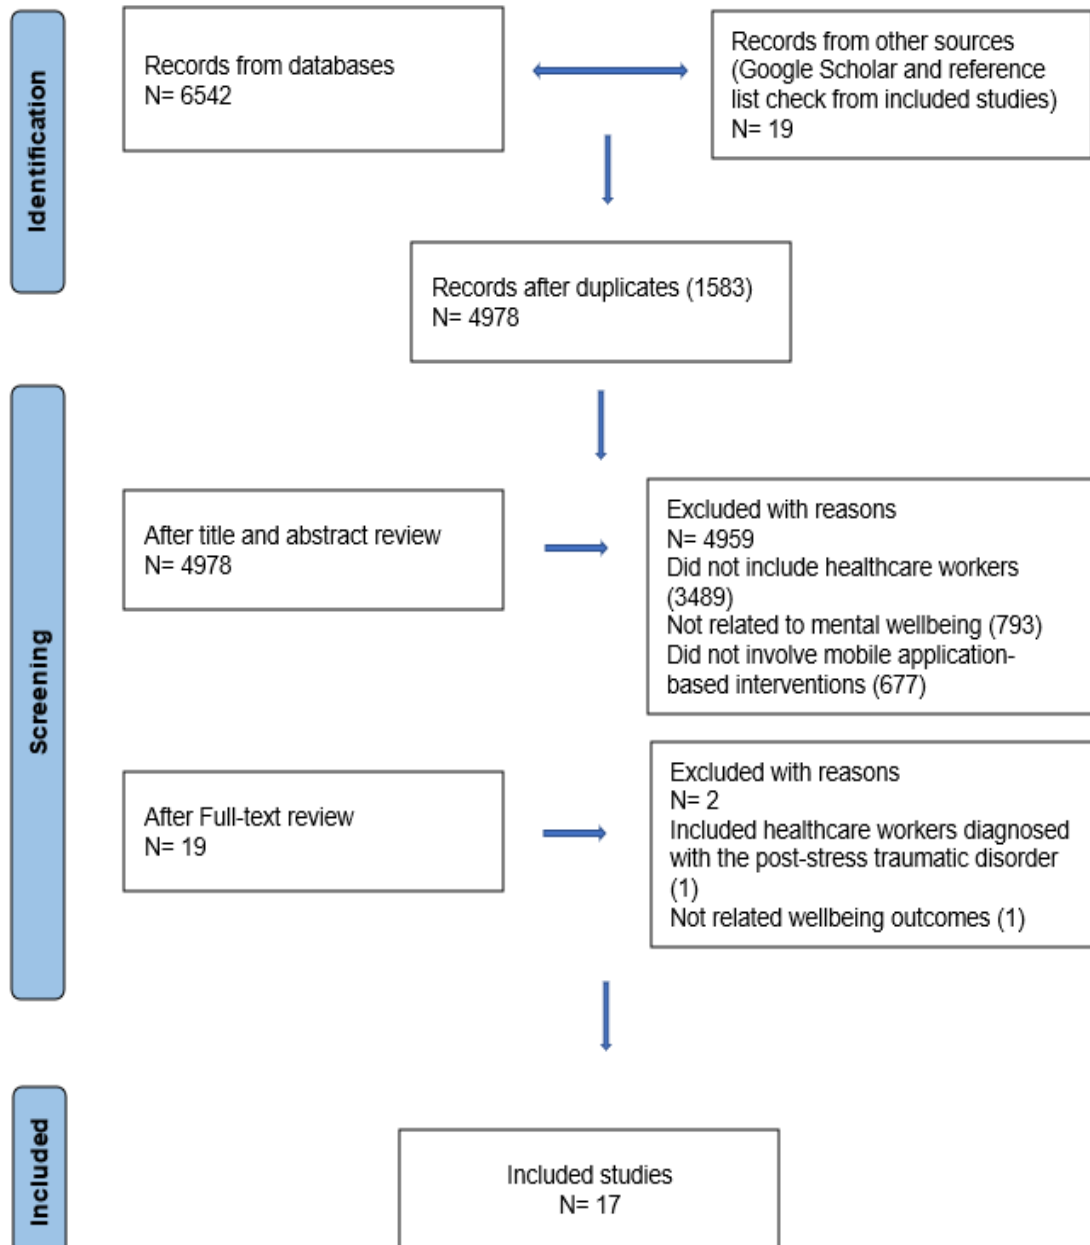 Identification
Records from databases
N= 6542
Records from other sources
(Google Scholar and reference
list check from included studies)
N= 19
Records after duplicates (1583)
N= 4978
Screening
After title and abstract review
N= 4978
Excluded with reasons
N= 4959
Did not include healthcare workers
(3489)
Not related to mental wellbeing (793)
Did not involve mobile application-
based interventions (677)
After Full-text review
N= 19
Excluded with reasons
N= 2
Included healthcare workers diagnosed
with the post-stress traumatic disorder
(1)
Not related wellbeing outcomes (1)
Included
Included studies
N= 17